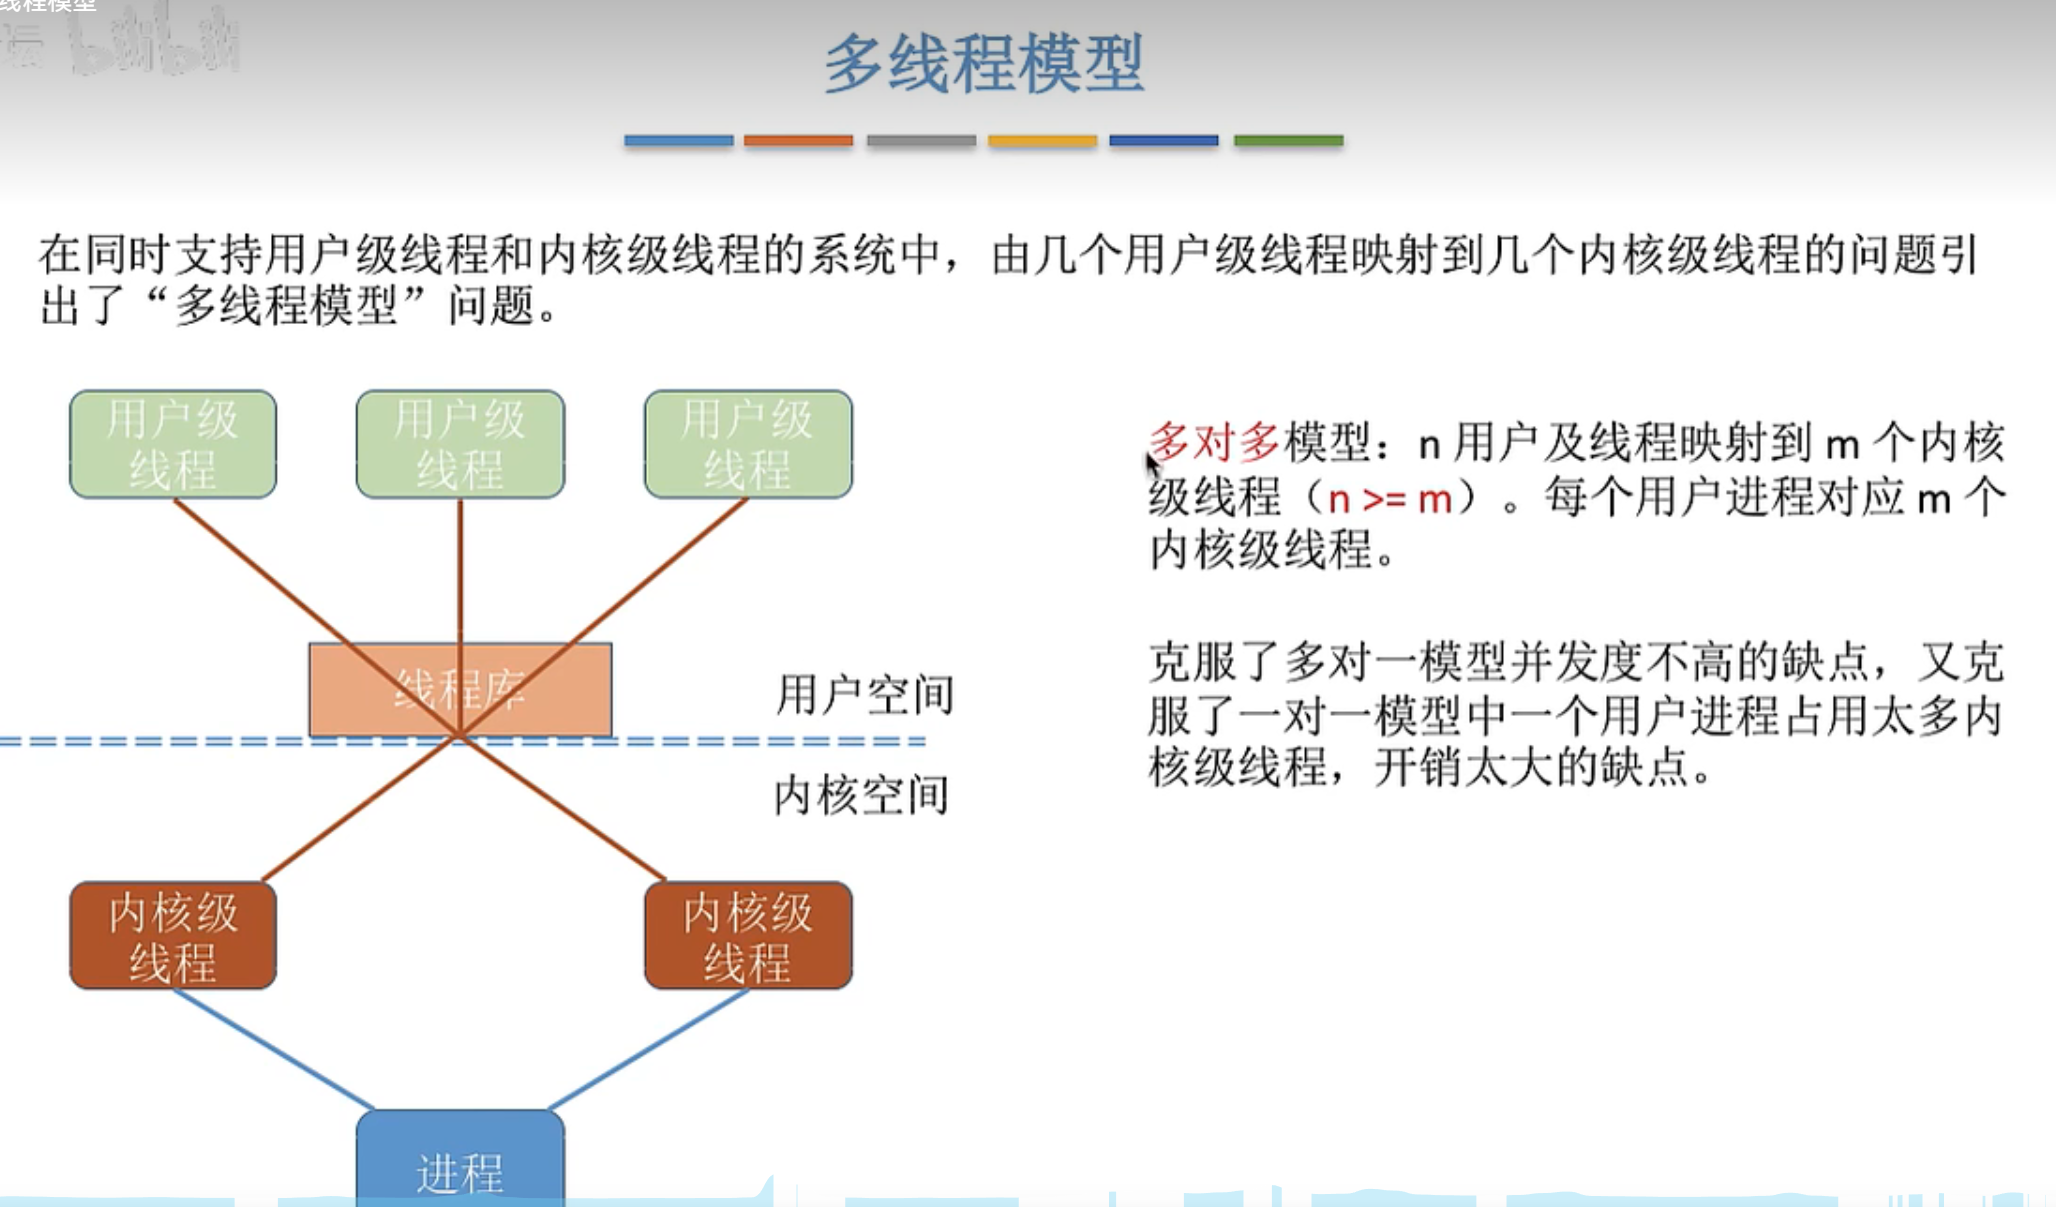 线程模型
坛 bilibili
多线程模型
在同时支持用户级线程和内核级线程的系统中，由几个用户级线程映射到几个内核级线程的问题引
出了“多线程模型”问题。
用户级
线程
用户级
线程
用户级
线程
多对多模型：n 用户及线程映射到 m 个内核
级线程（n >= m）。每个用户进程对应 m 个
内核级线程。
克服了多对一模型并发度不高的缺点，又克
服了一对一模型中一个用户进程占用太多内
核级线程，开销太大的缺点。
线程库
用户空间
内核空间
内核级
线程
内核级
线程
进程